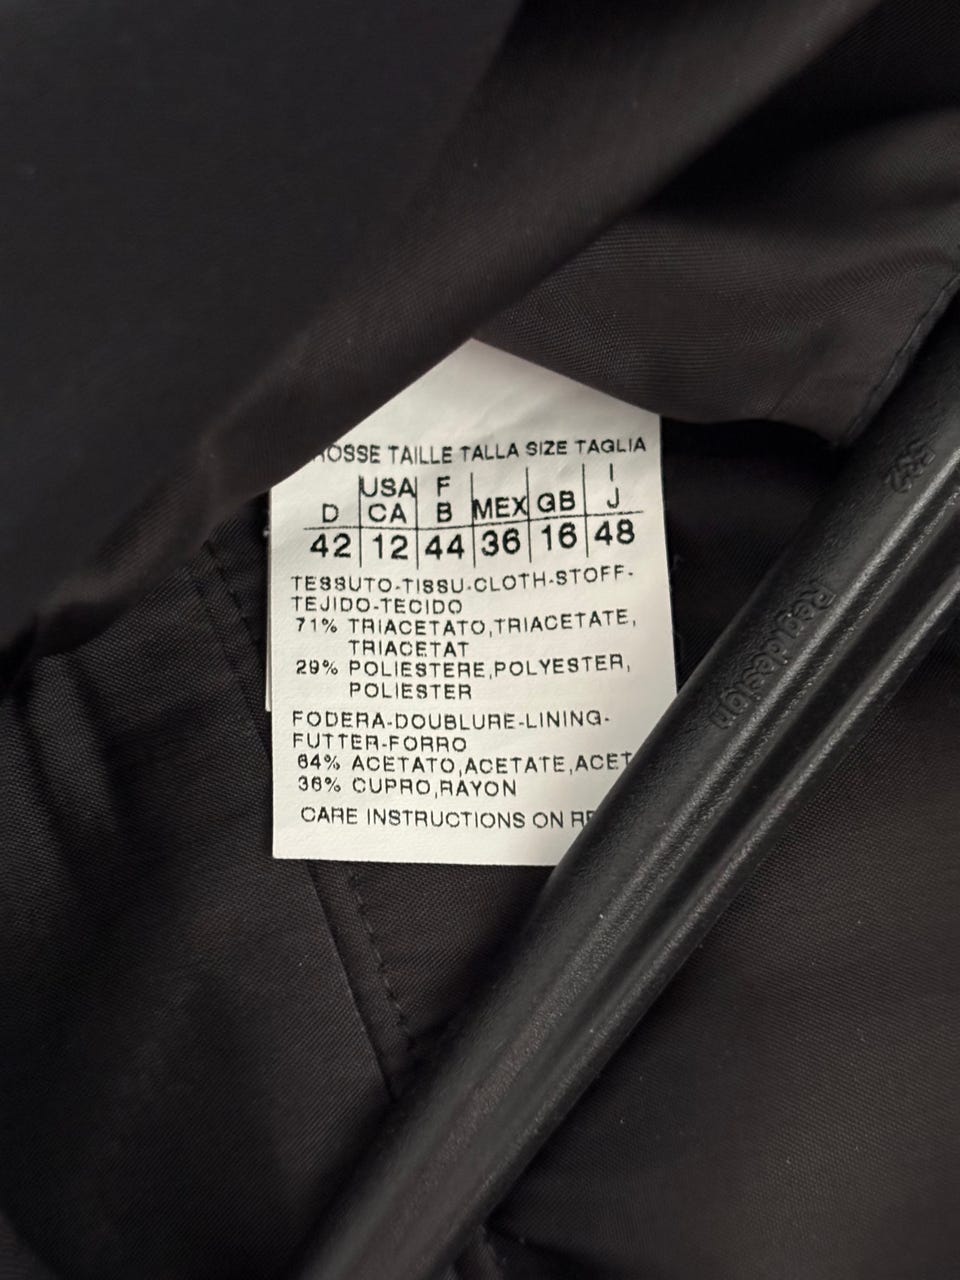 GROSSE TAILLE TALLA SIZE TAGLIA
D USA CA F B MEX GB I J
42 12 44 36 16 48
TESSUTO-TISSU-CLOTH-STOFF-
TEJIDO-TECIDO
71% TRIACETATO,TRIACETATE,
TRIACETAT
29% POLIESTERE,POLYESTER,
POLIESTER
FODERA-DOUBLURE-LINING-
FUTTER-FORRO
64% ACETATO,ACETATE,ACET
36% CUPRO,RAYON
CARE INSTRUCTIONS ON RE